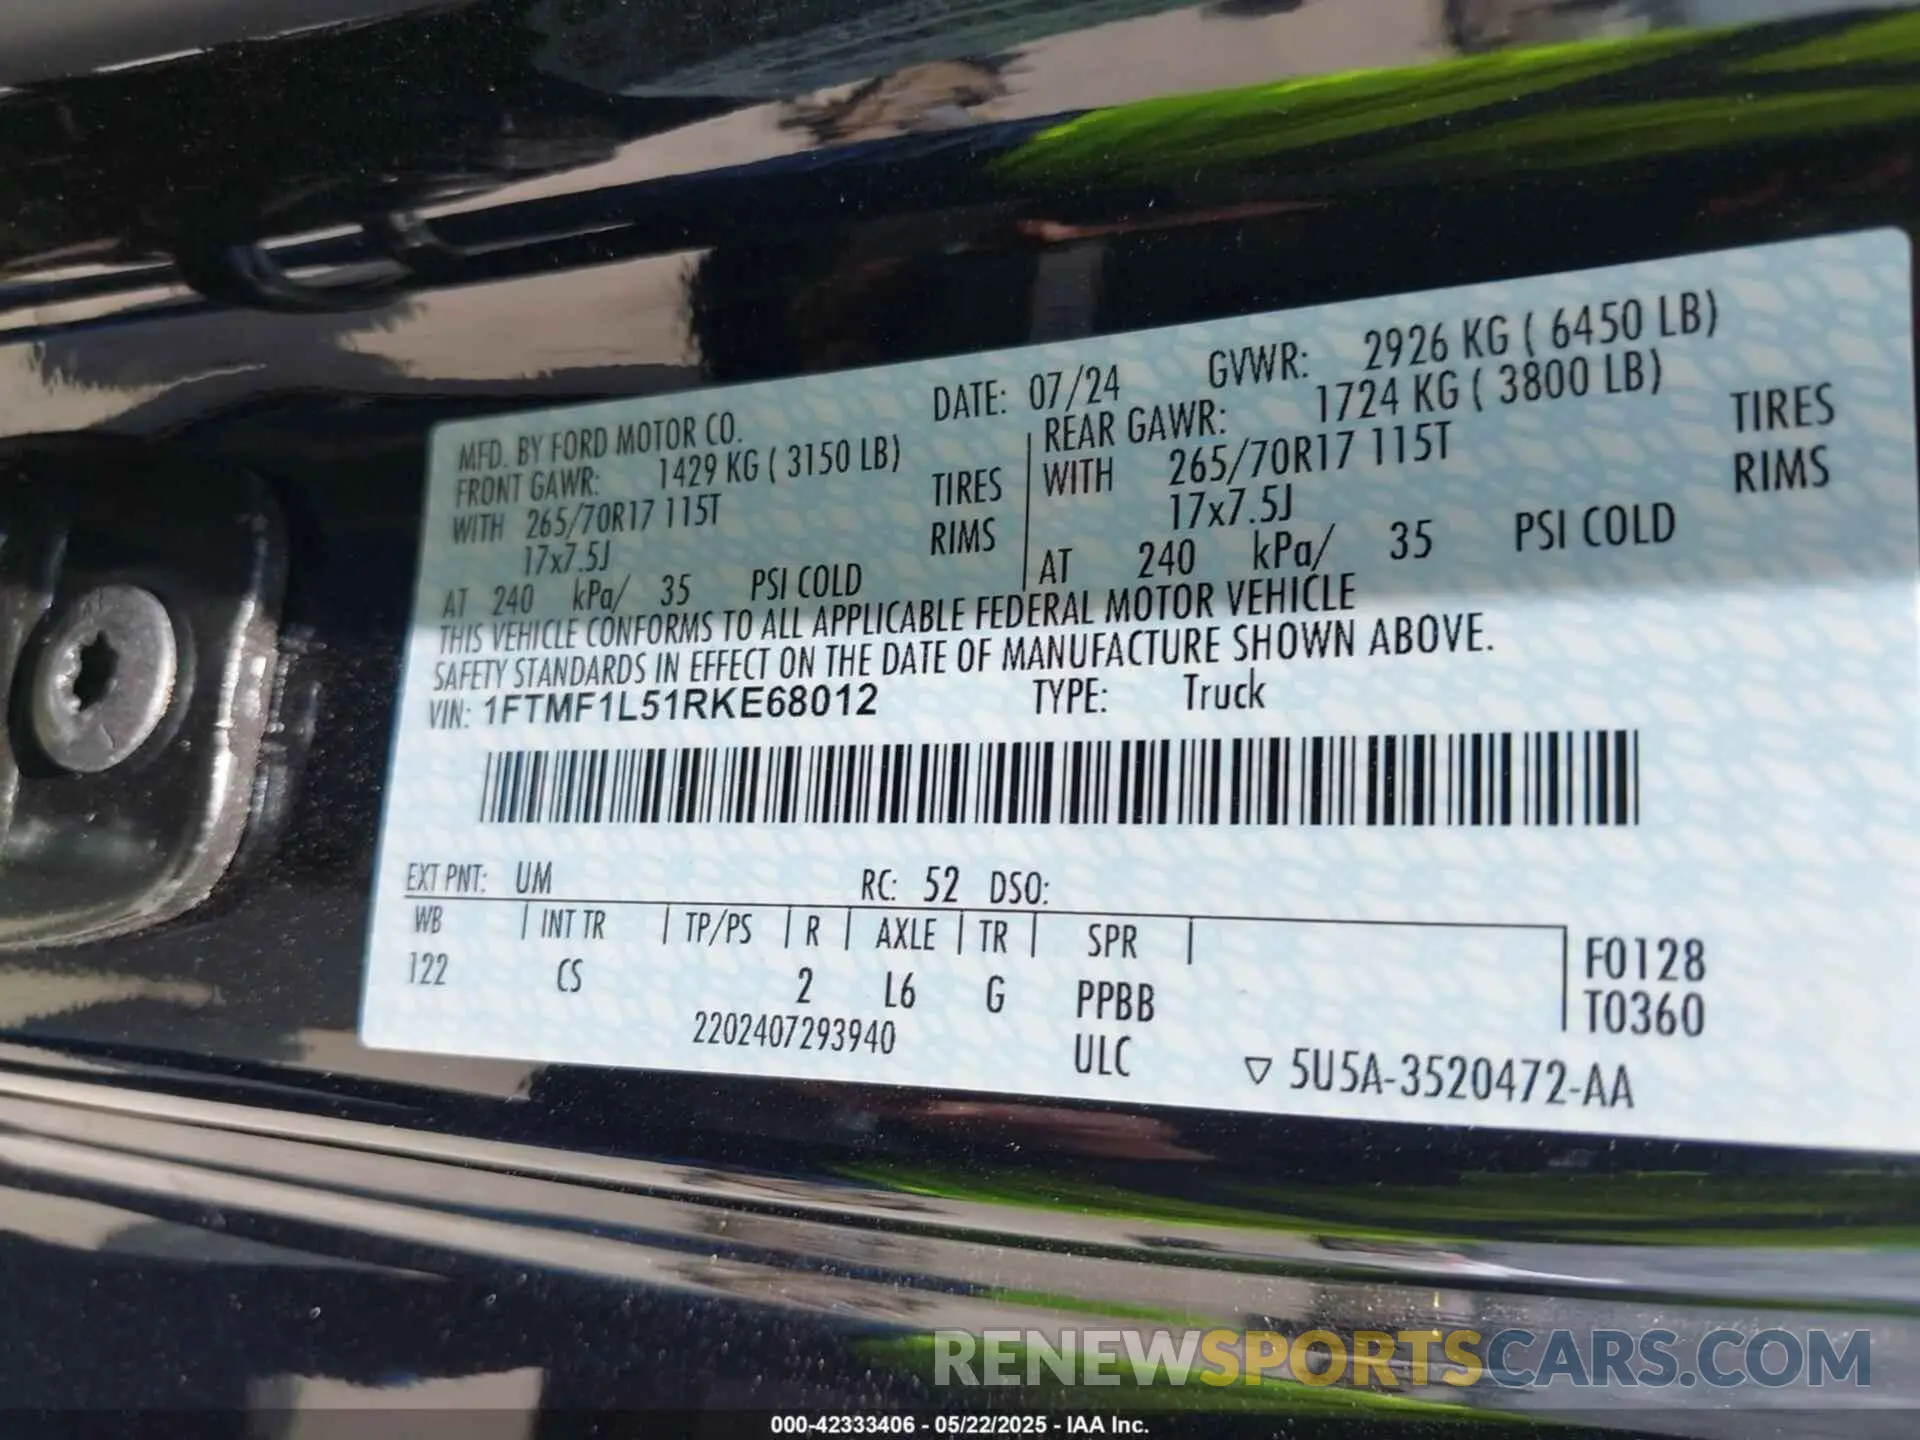 MFD. BY FORD MOTOR CO. DATE: 07/24 GVWR: 2926 KG ( 6450 LB)
FRONT GAWR: 1429 KG ( 3150 LB) REAR GAWR: 1724 KG ( 3800 LB)
WITH 265/70R17 115T TIRES WITH 265/70R17 115T TIRES
17x7.5J RIMS 17x7.5J RIMS
AT 240 kPa/ 35 PSI COLD AT 240 kPa/ 35 PSI COLD
THIS VEHICLE CONFORMS TO ALL APPLICABLE FEDERAL MOTOR VEHICLE
SAFETY STANDARDS IN EFFECT ON THE DATE OF MANUFACTURE SHOWN ABOVE.
VIN: 1FTMF1L51RKE68012 TYPE: Truck
EXT PNT: UM RC: 52 DSO:
WB INT TR TP/PS R AXLE TR SPR F0128
122 CS 2 L6 G PPBB T0360
2202407293940 ULC ▽ 5U5A-3520472-AA
RENEWSPORTSCARS.COM
000-42333406 - 05/22/2025 - IAA Inc.